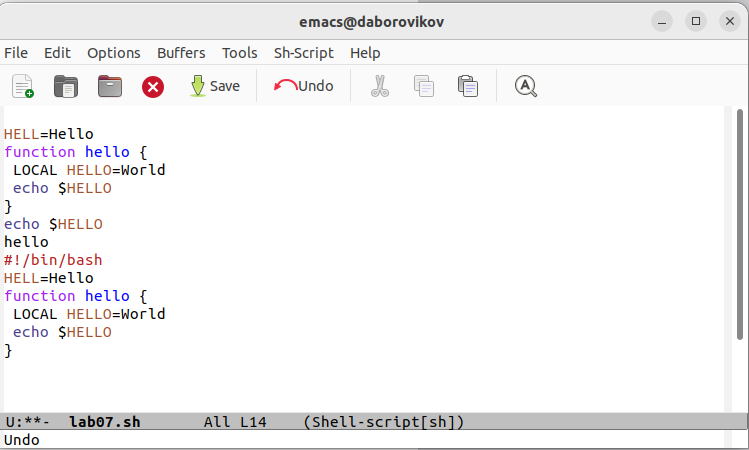 emacs@daborovikov
File Edit Options Buffers Tools Sh-Script Help
Save Undo
HELL=Hello
function hello {
 LOCAL HELLO=World
 echo $HELLO
}
echo $HELLO
hello
#!/bin/bash
HELL=Hello
function hello {
 LOCAL HELLO=World
 echo $HELLO
}
U:**-  lab07.sh       All L14    (Shell-script[sh])
Undo